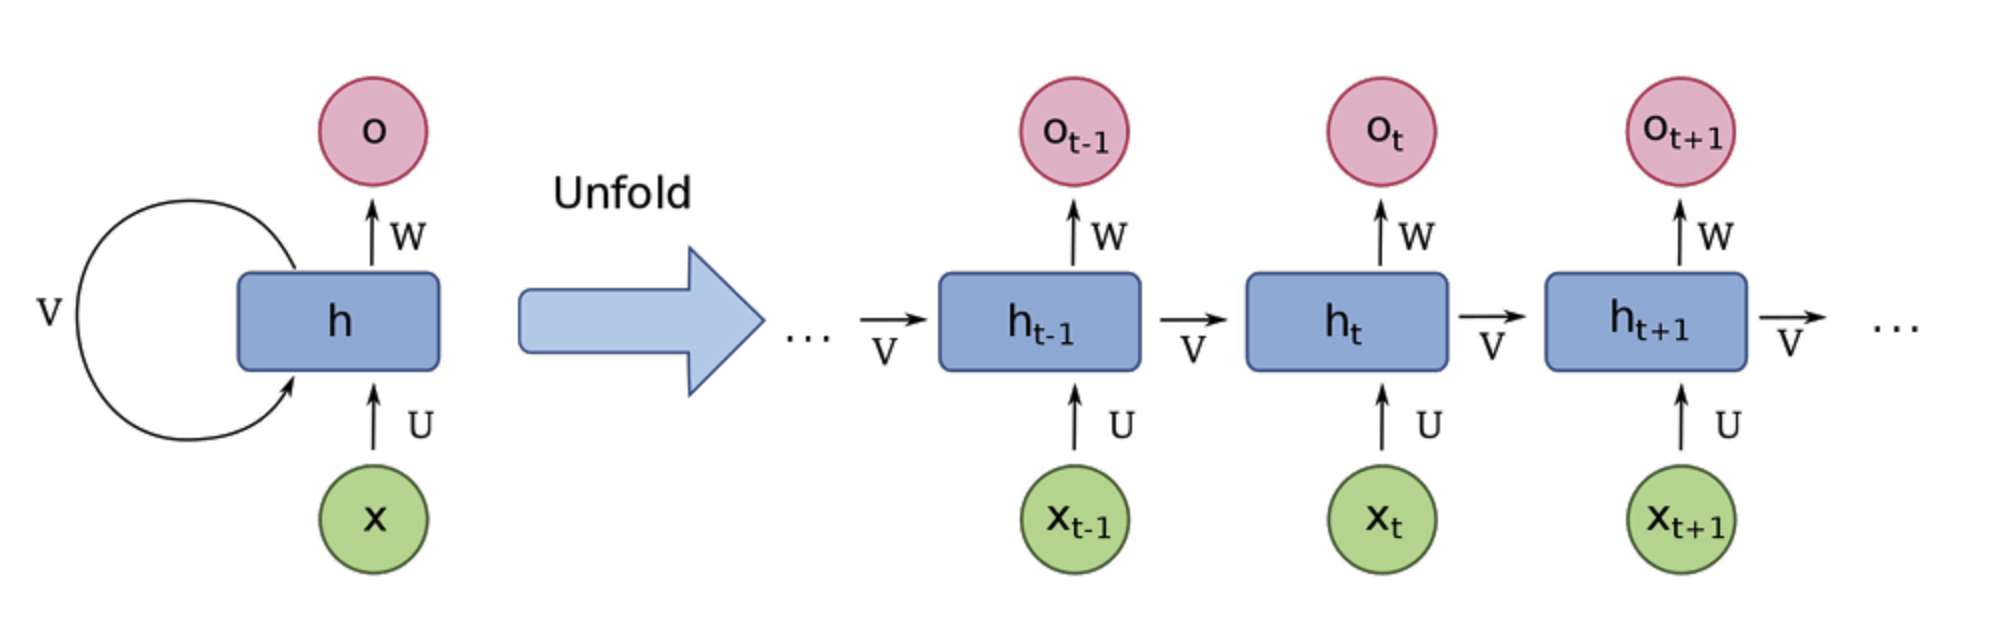 o
o_t-1
o_t
o_t+1
Unfold
W
W
W
W
V
h
...
V
h_t-1
V
h_t
V
h_t+1
V
...
U
U
U
U
x
x_t-1
x_t
x_t+1